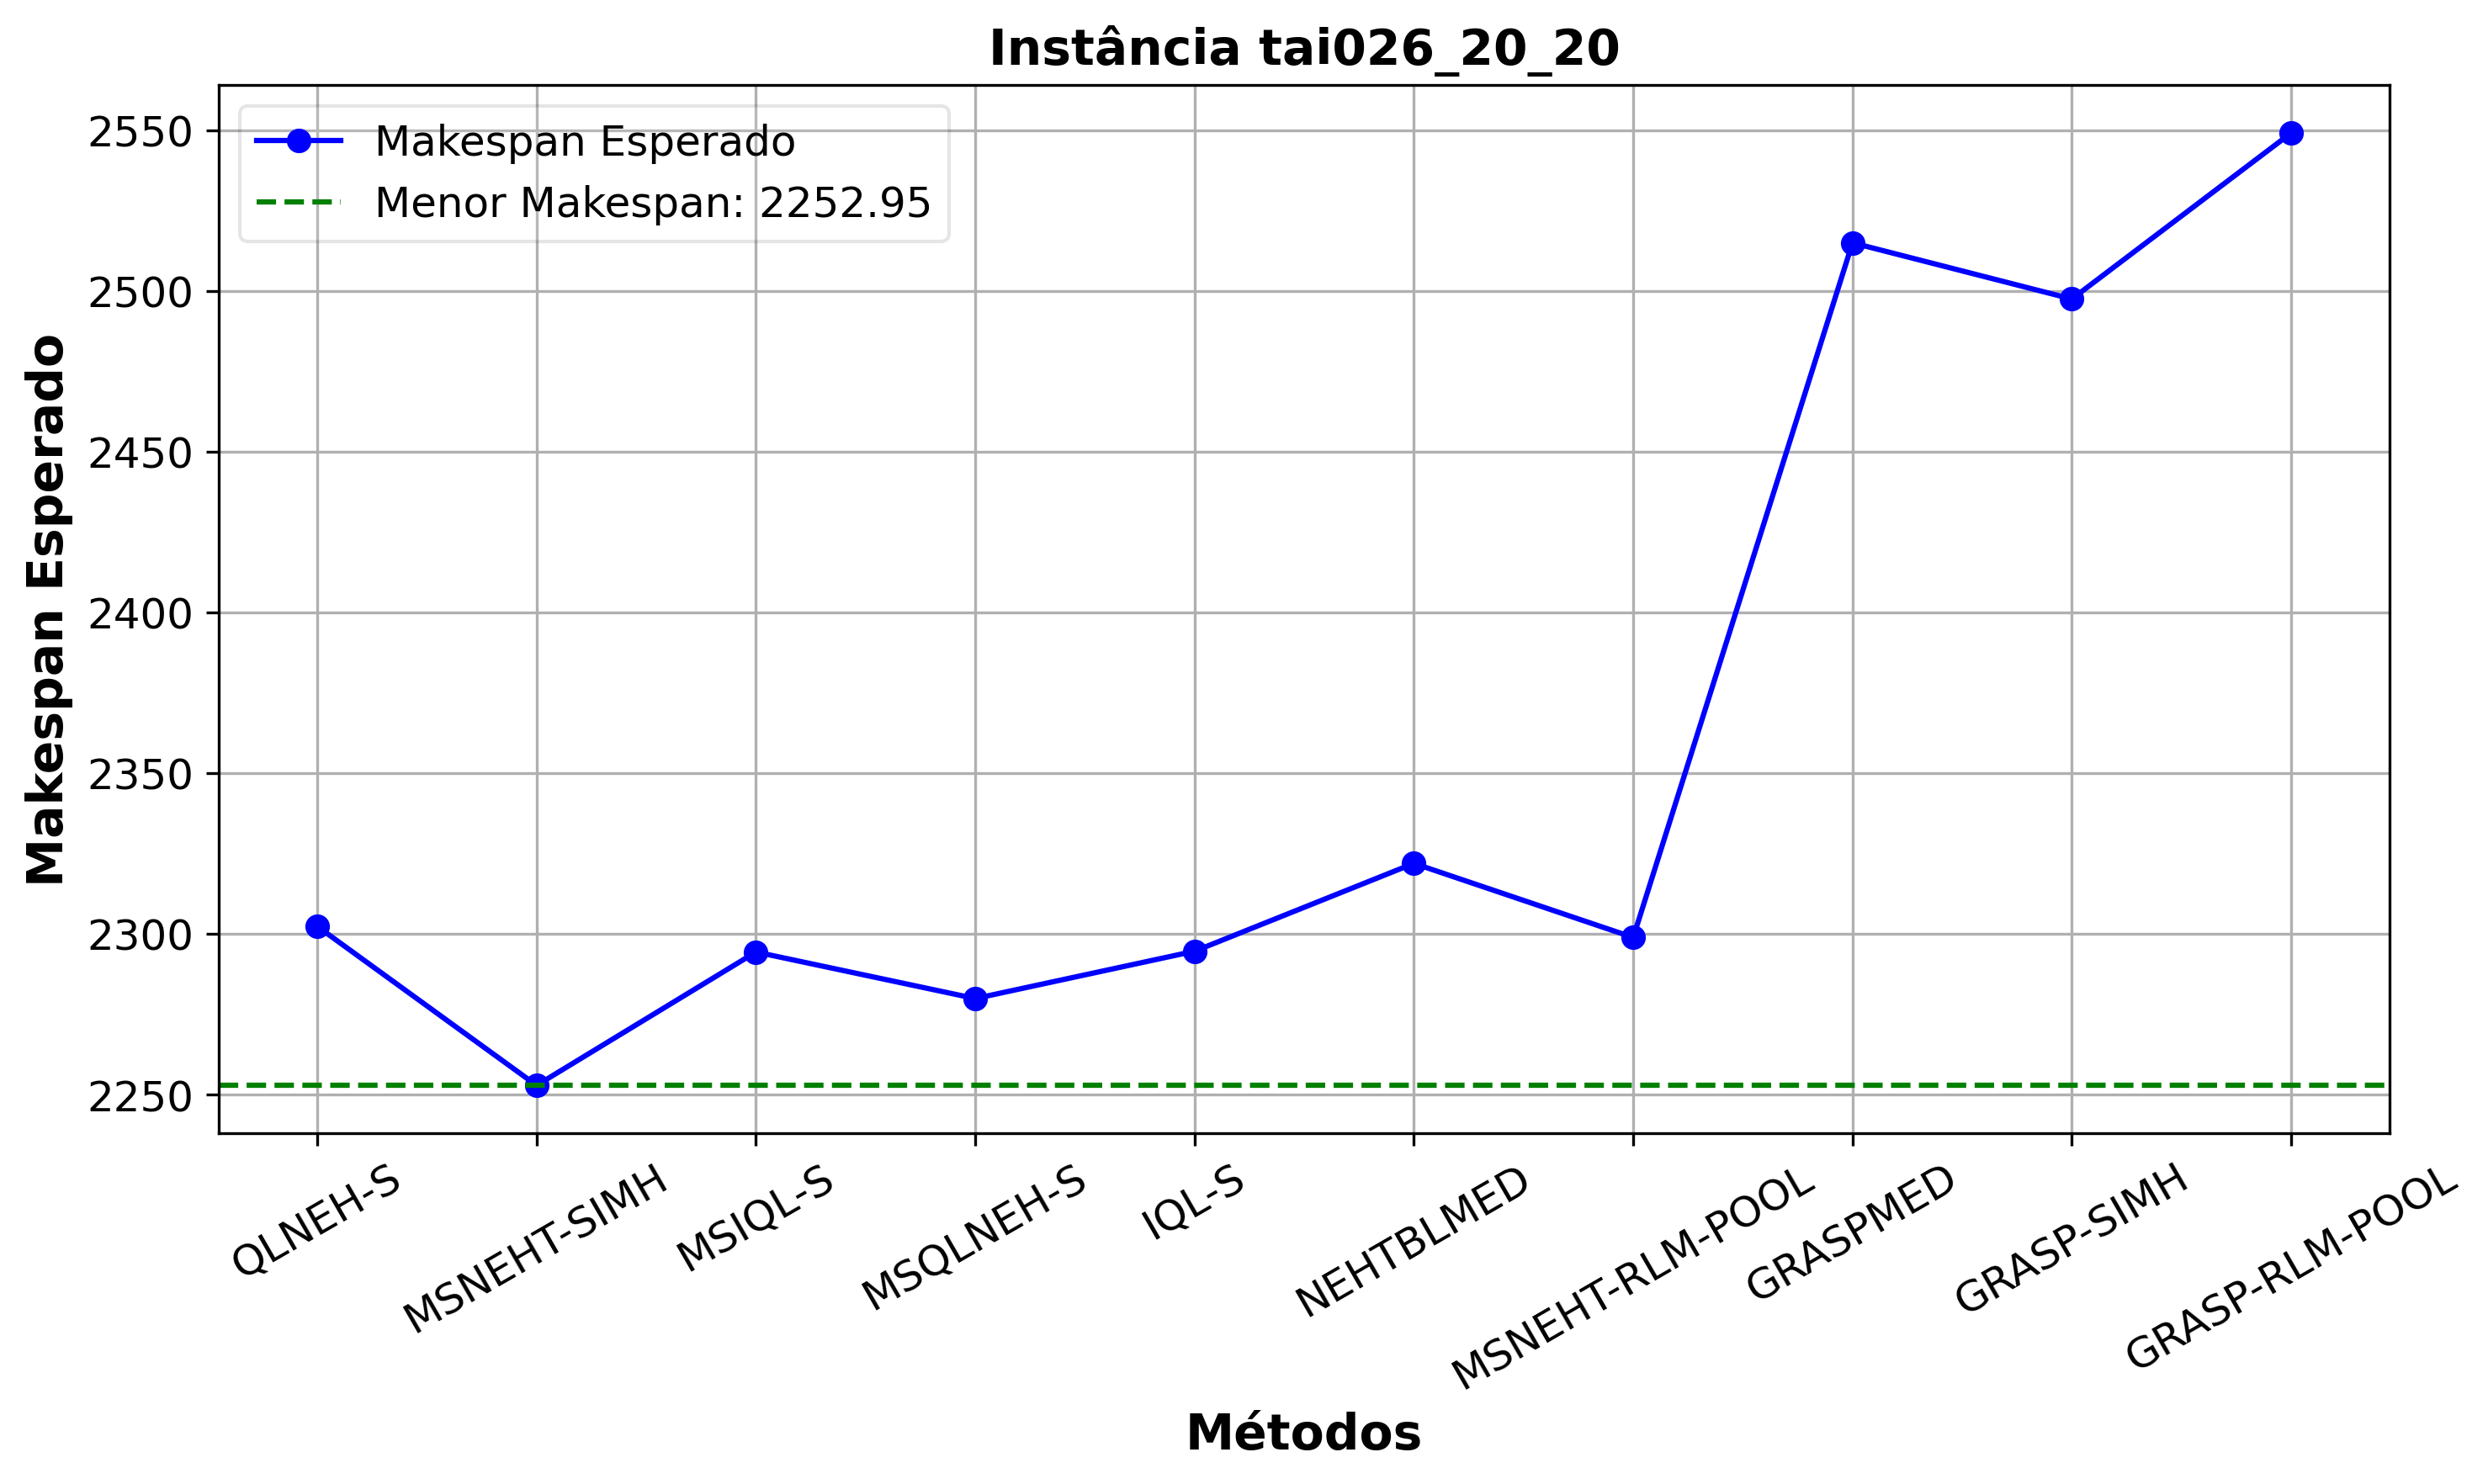 Instância tai026_20_20
Makespan Esperado
Menor Makespan: 2252.95
Makespan Esperado
2550
2500
2450
2400
2350
2300
2250
QLNEH-S
MSNEHT-SIMH
MSIQL-S
MSQLNEH-S
IQL-S
NEHTBLMED
MSNEHT-RLM-POOL
GRASPMED
GRASP-SIMH
GRASP-RLM-POOL
Métodos